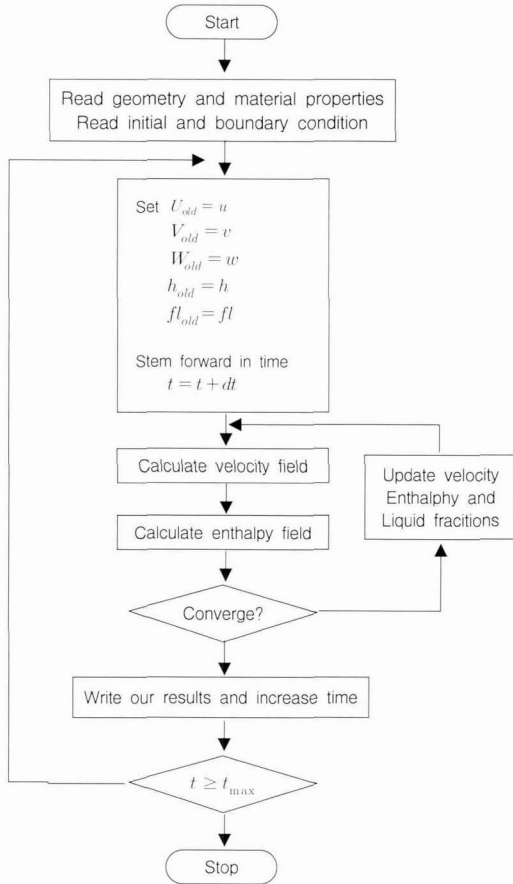 Start
Read geometry and material properties
Read initial and boundary condition
Set U_old = u
V_old = v
W_old = w
h_old = h
fl_old = fl
Stem forward in time
t = t + dt
Calculate velocity field
Update velocity
Enthalphy and
Liquid fracitions
Calculate enthalpy field
Converge?
Write our results and increase time
t ≥ t_max
Stop